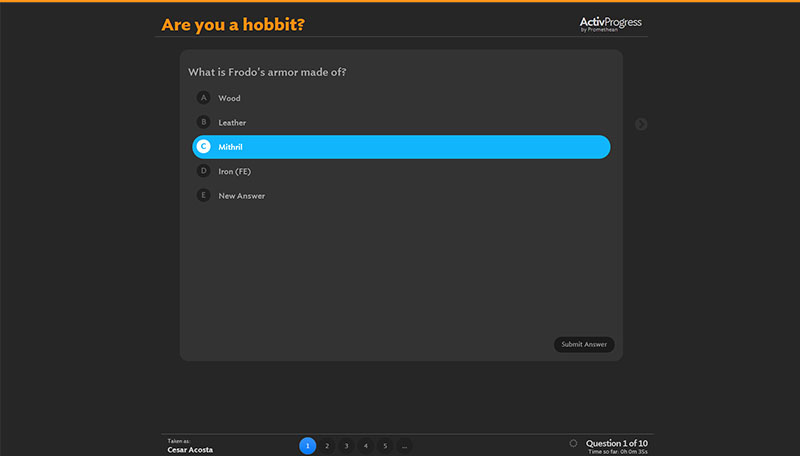 Are you a hobbit?
ActivProgress
by Promethean
What is Frodo's armor made of?
A Wood
B Leather
C Mithril
D Iron (FE)
E New Answer
Submit Answer
Taken as:
Cesar Acosta
1 2 3 4 5 ...
Question 1 of 10
Time so far: 0h 0m 35s